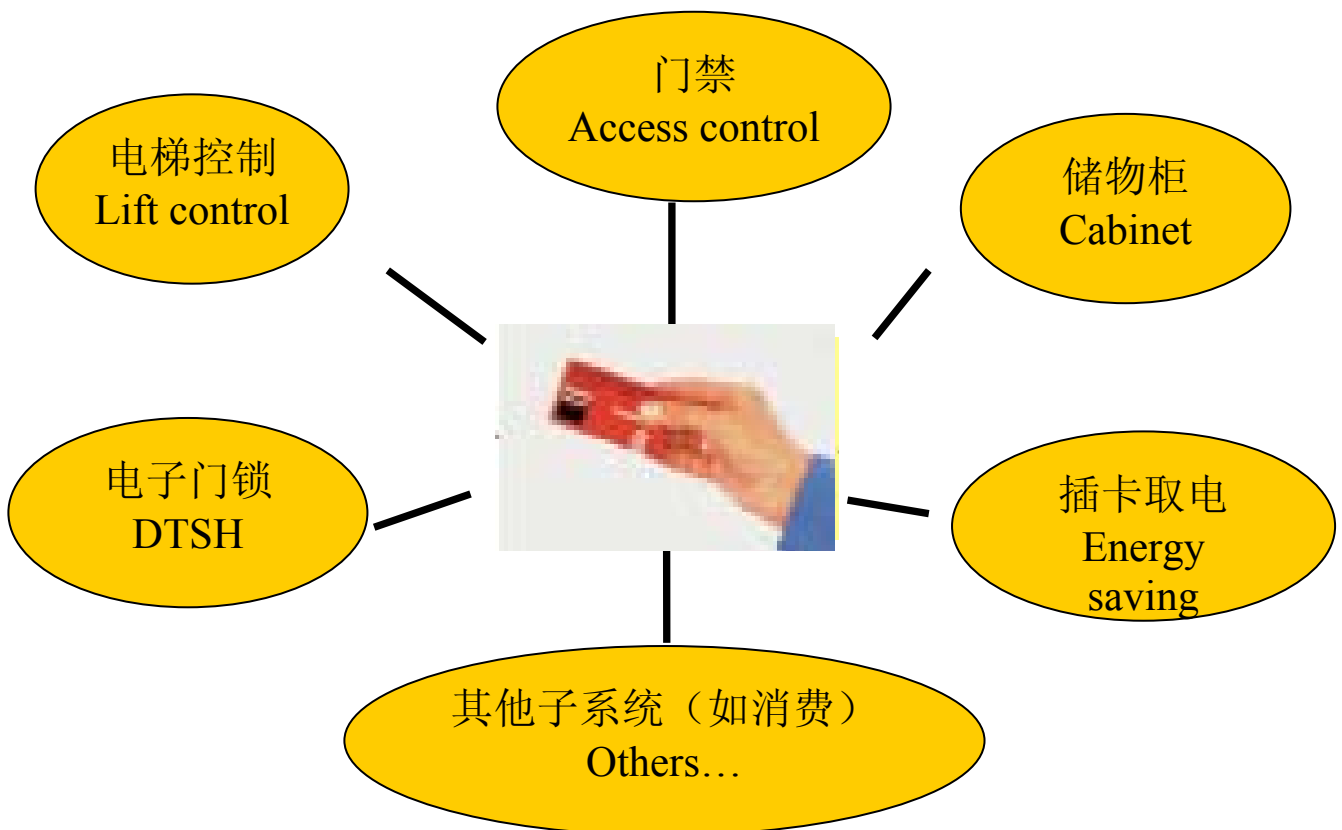 门禁
Access control
电梯控制
Lift control
储物柜
Cabinet
电子门锁
DTSH
插卡取电
Energy
saving
其他子系统（如消费）
Others…